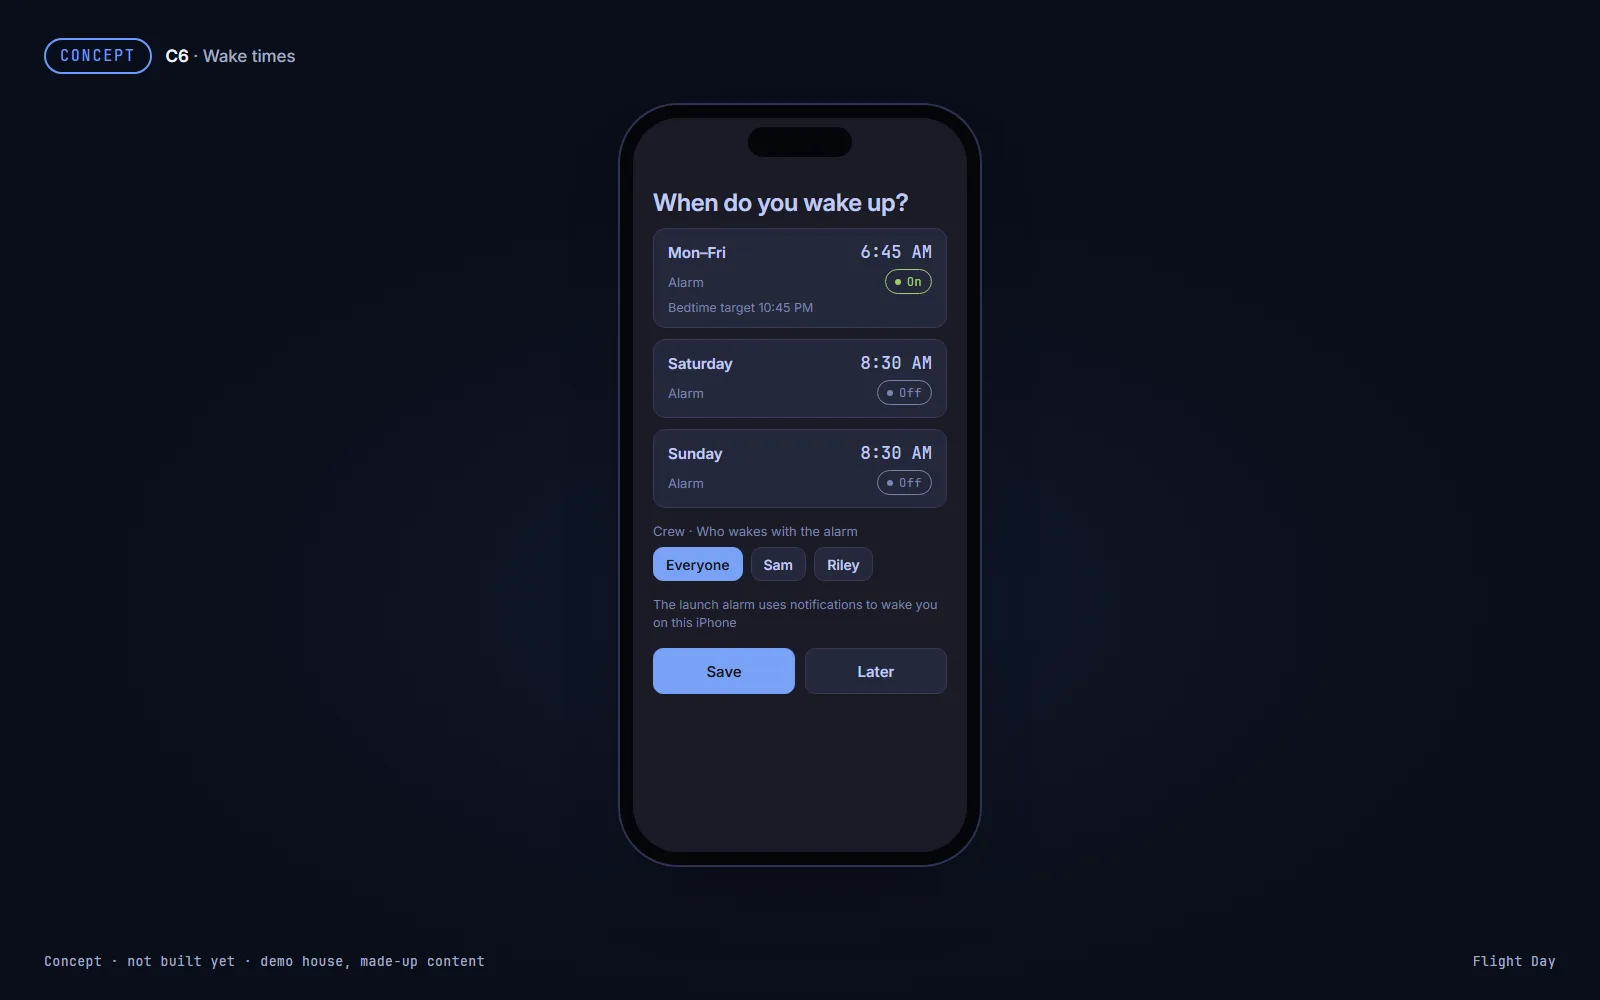 CONCEPT C6 · Wake times
When do you wake up?
Mon–Fri 6:45 AM
Alarm On
Bedtime target 10:45 PM
Saturday 8:30 AM
Alarm Off
Sunday 8:30 AM
Alarm Off
Crew · Who wakes with the alarm
Everyone Sam Riley
The launch alarm uses notifications to wake you
on this iPhone
Save Later
Concept · not built yet · demo house, made-up content Flight Day